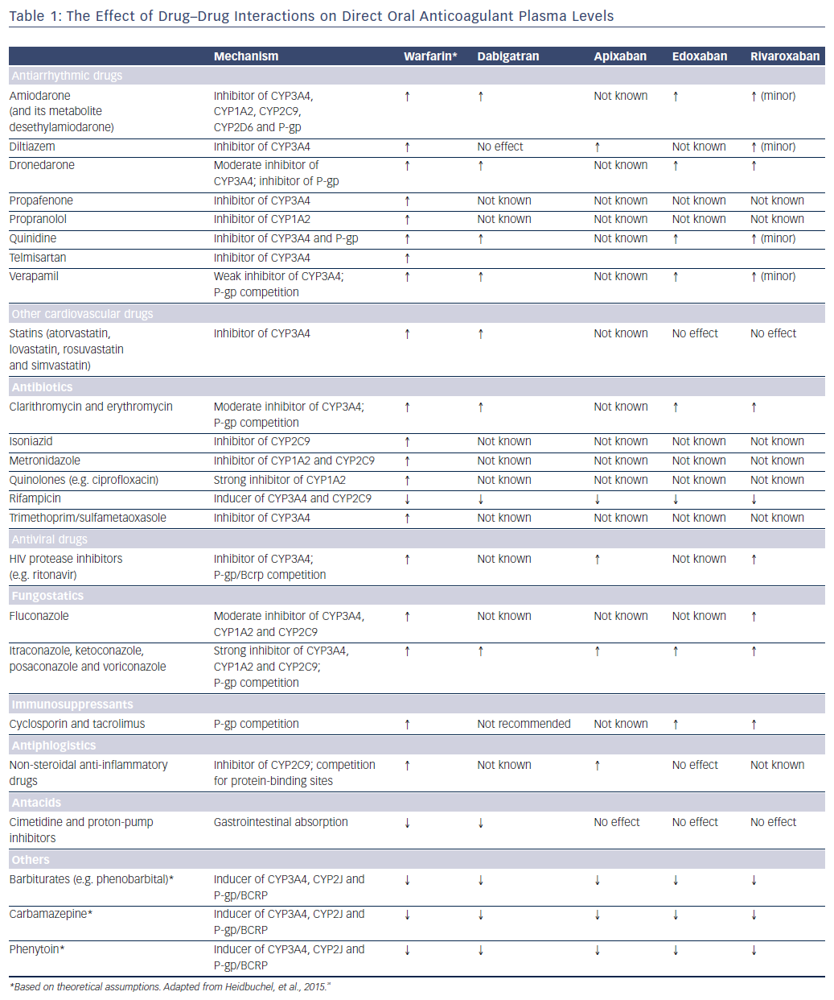 Table 1: The Effect of Drug–Drug Interactions on Direct Oral Anticoagulant Plasma Levels
Mechanism Warfarin* Dabigatran Apixaban Edoxaban Rivaroxaban
Antiarrhythmic drugs
Amiodarone Inhibitor of CYP3A4, ↑ ↑ Not known ↑ ↑ (minor)
(and its metabolite CYP1A2, CYP2C9,
desethylamiodarone) CYP2D6 and P-gp
Diltiazem Inhibitor of CYP3A4 ↑ No effect ↑ Not known ↑ (minor)
Dronedarone Moderate inhibitor of ↑ ↑ Not known ↑ ↑
CYP3A4; inhibitor of P-gp
Propafenone Inhibitor of CYP3A4 ↑ Not known Not known Not known Not known
Propranolol Inhibitor of CYP1A2 ↑ Not known Not known Not known Not known
Quinidine Inhibitor of CYP3A4 and P-gp ↑ ↑ Not known ↑ ↑ (minor)
Telmisartan Inhibitor of CYP3A4 ↑
Verapamil Weak inhibitor of CYP3A4; ↑ ↑ Not known ↑ ↑ (minor)
P-gp competition
Other cardiovascular drugs
Statins (atorvastatin, Inhibitor of CYP3A4 ↑ ↑ Not known No effect No effect
lovastatin, rosuvastatin
and simvastatin)
Antibiotics
Clarithromycin and erythromycin Moderate inhibitor of CYP3A4; ↑ ↑ Not known ↑ ↑
P-gp competition
Isoniazid Inhibitor of CYP2C9 ↑ Not known Not known Not known Not known
Metronidazole Inhibitor of CYP1A2 and CYP2C9 ↑ Not known Not known Not known Not known
Quinolones (e.g. ciprofloxacin) Strong inhibitor of CYP1A2 ↑ Not known Not known Not known Not known
Rifampicin Inducer of CYP3A4 and CYP2C9 ↓ ↓ ↓ ↓ ↓
Trimethoprim/sulfametaoxasole Inhibitor of CYP3A4 ↑ Not known Not known Not known Not known
Antiviral drugs
HIV protease inhibitors Inhibitor of CYP3A4; ↑ Not known ↑ Not known ↑
(e.g. ritonavir) P-gp/Bcrp competition
Fungostatics
Fluconazole Moderate inhibitor of CYP3A4, ↑ Not known Not known Not known ↑
CYP1A2 and CYP2C9
Itraconazole, ketoconazole, Strong inhibitor of CYP3A4, ↑ ↑ ↑ ↑ ↑
posaconazole and voriconazole CYP1A2 and CYP2C9;
P-gp competition
Immunosuppressants
Cyclosporin and tacrolimus P-gp competition ↑ Not recommended Not known ↑ ↑
Antiphlogistics
Non-steroidal anti-inflammatory Inhibitor of CYP2C9; competition ↑ Not known ↑ No effect Not known
drugs for protein-binding sites
Antacids
Cimetidine and proton-pump Gastrointestinal absorption ↓ ↓ No effect No effect No effect
inhibitors
Others
Barbiturates (e.g. phenobarbital)* Inducer of CYP3A4, CYP2J and ↓ ↓ ↓ ↓ ↓
P-gp/BCRP
Carbamazepine* Inducer of CYP3A4, CYP2J and ↓ ↓ ↓ ↓ ↓
P-gp/BCRP
Phenytoin* Inducer of CYP3A4, CYP2J and ↓ ↓ ↓ ↓ ↓
P-gp/BCRP
*Based on theoretical assumptions. Adapted from Heidbuchel, et al., 2015.